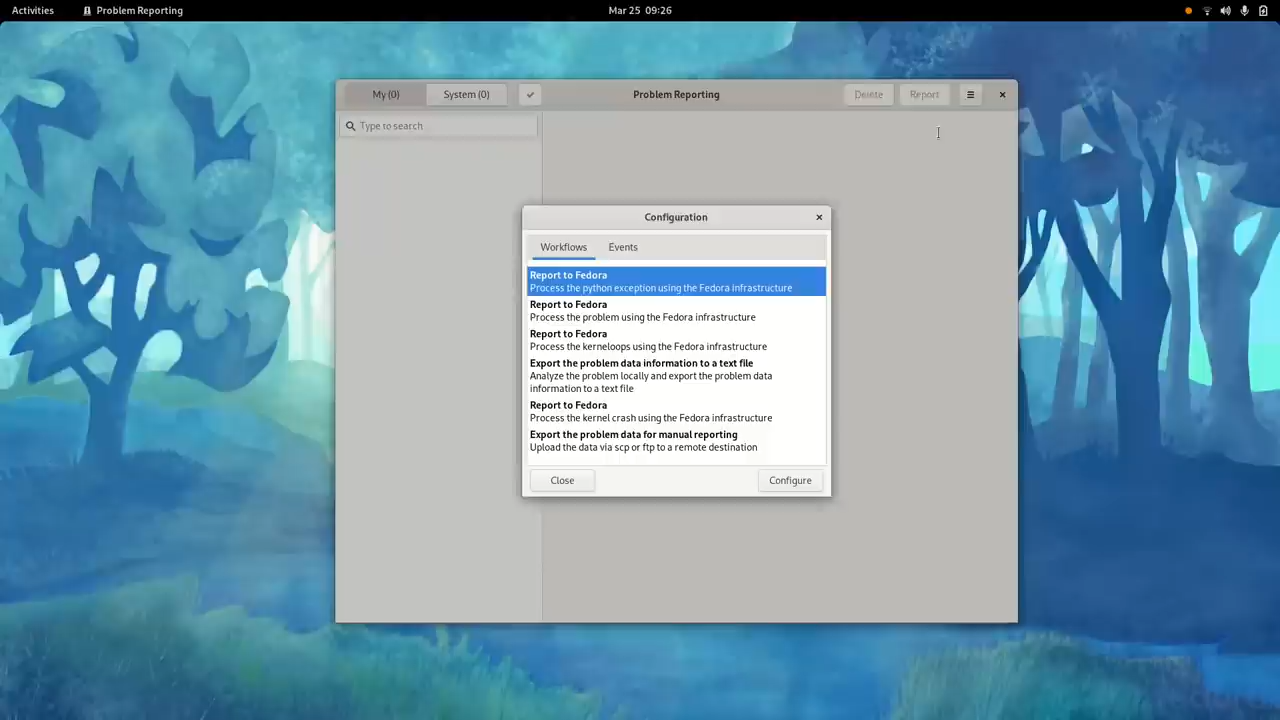 Activities
Problem Reporting
Mar 25 09:26
My (0)
System (0)
Problem Reporting
Delete
Report
Type to search
Configuration
Workflows
Events
Report to Fedora
Process the python exception using the Fedora infrastructure
Report to Fedora
Process the problem using the Fedora infrastructure
Report to Fedora
Process the kerneloops using the Fedora infrastructure
Export the problem data information to a text file
Analyze the problem locally and export the problem data
information to a text file
Report to Fedora
Process the kernel crash using the Fedora infrastructure
Export the problem data for manual reporting
Upload the data via scp or ftp to a remote destination
Close
Configure